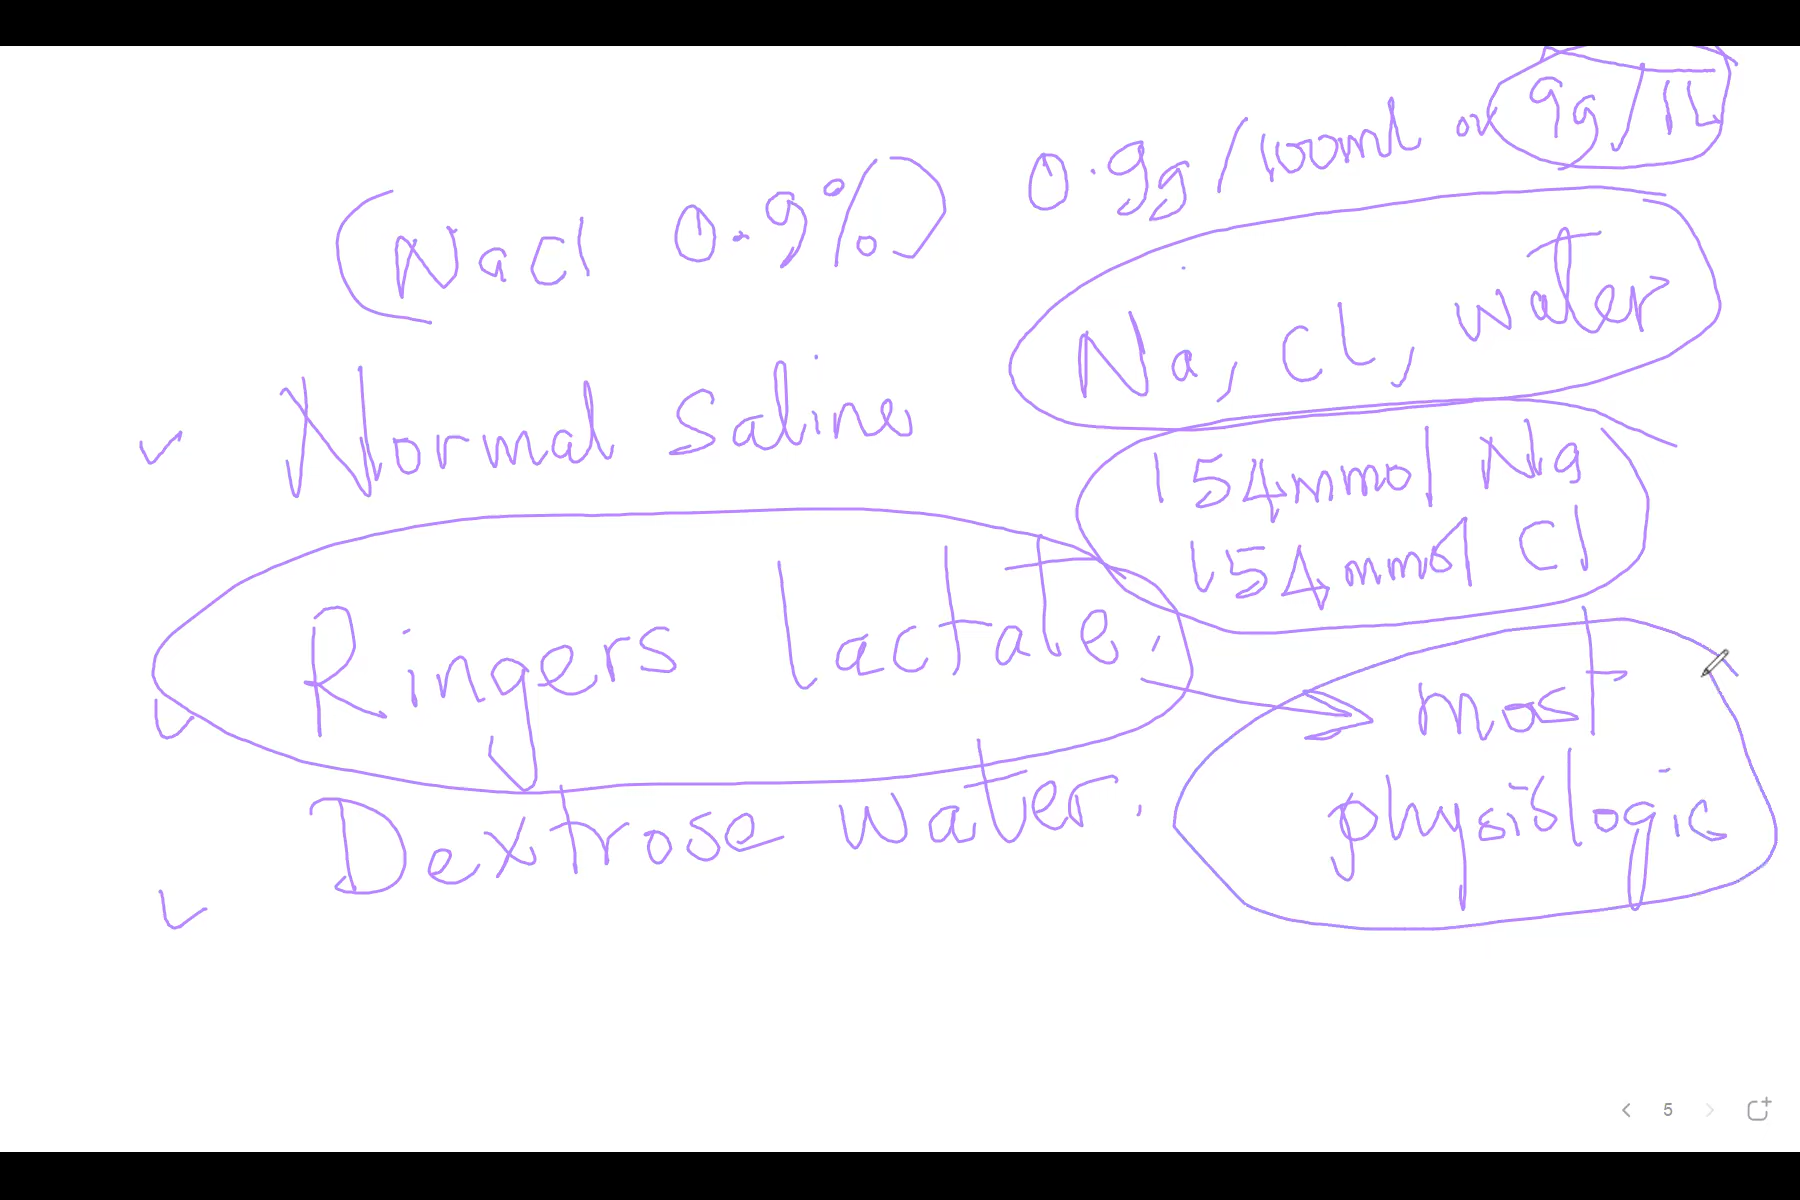 (NaCl 0.9%) 0.9g/100ml or 9g/1L
Na, Cl, water
Normal saline
154mmol Na
154mmol Cl
Ringers lactate.
most
physiologic
Dextrose water.
5